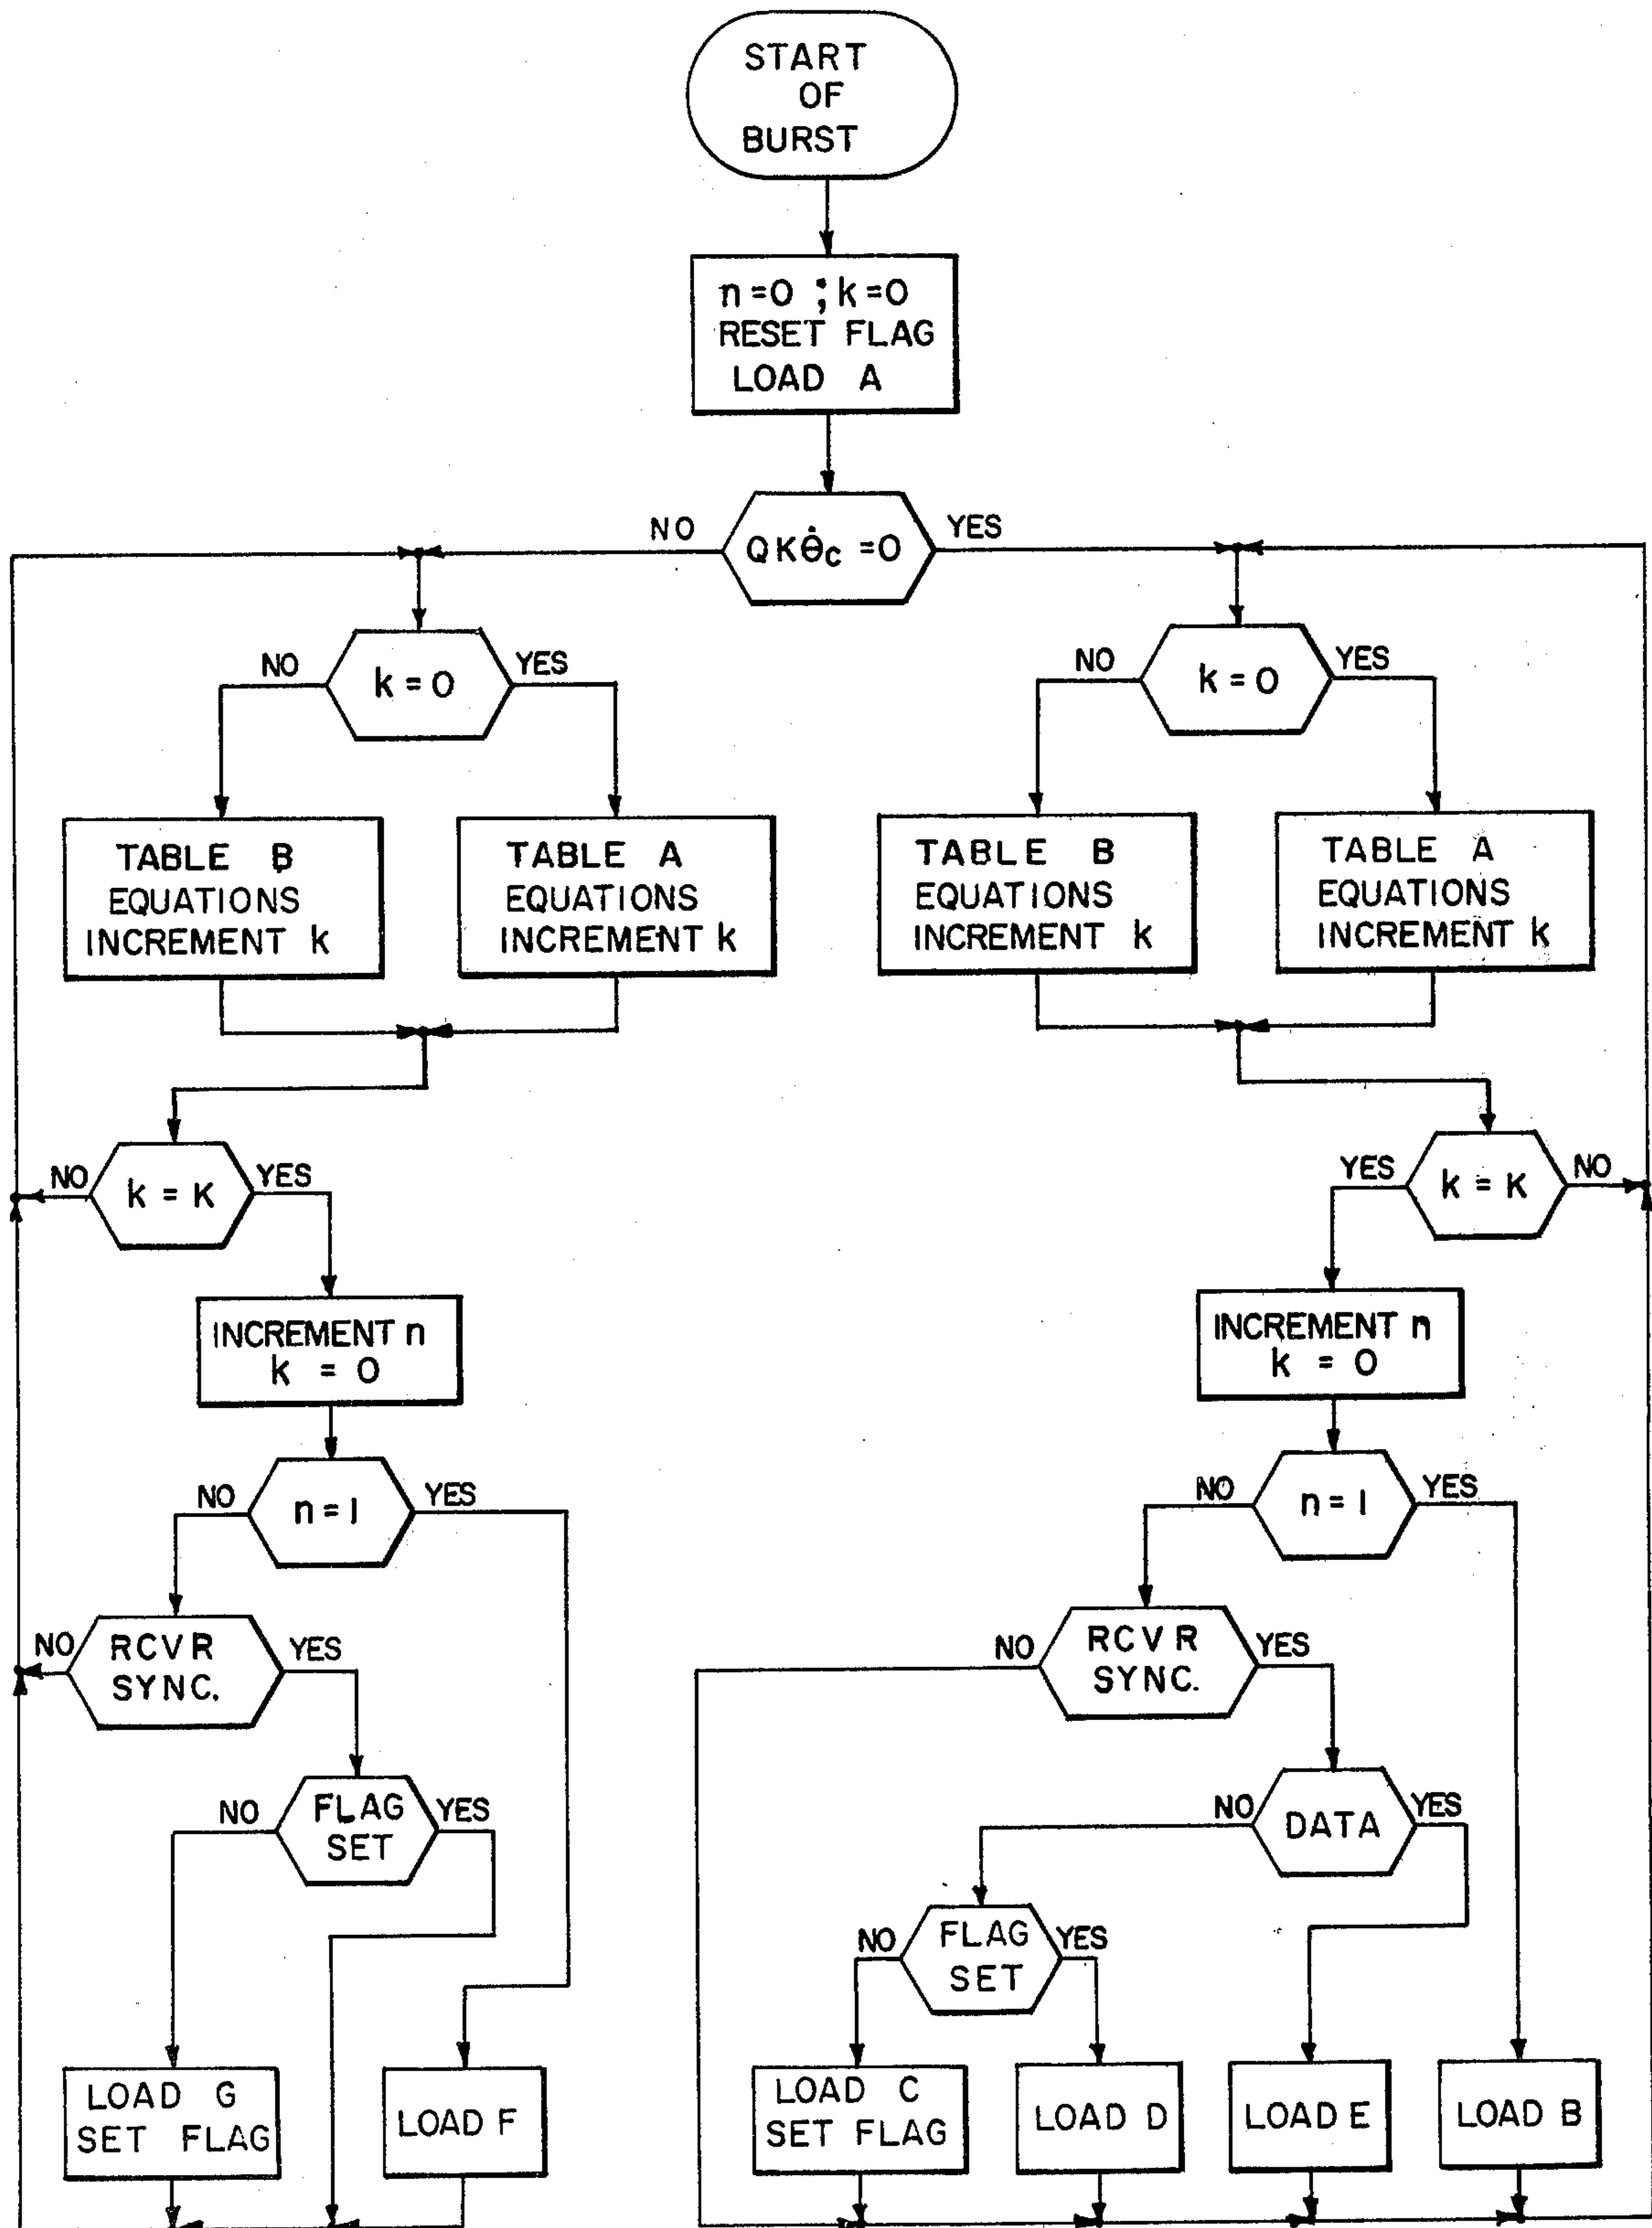 START
OF
BURST
n=0 ; k=0
RESET FLAG
LOAD A
NO
QKθ̇c =0
YES
NO
k = 0
YES
NO
k = 0
YES
TABLE B
EQUATIONS
INCREMENT k
TABLE A
EQUATIONS
INCREMENT k
TABLE B
EQUATIONS
INCREMENT k
TABLE A
EQUATIONS
INCREMENT k
NO
k = K
YES
YES
k = K
NO
INCREMENT n
k = 0
INCREMENT n
k = 0
NO
n = 1
YES
NO
n = 1
YES
NO
RCVR
SYNC.
YES
NO
RCVR
SYNC.
YES
NO
FLAG
SET
YES
NO
DATA
YES
NO
FLAG
SET
YES
LOAD G
SET FLAG
LOAD F
LOAD C
SET FLAG
LOAD D
LOAD E
LOAD B